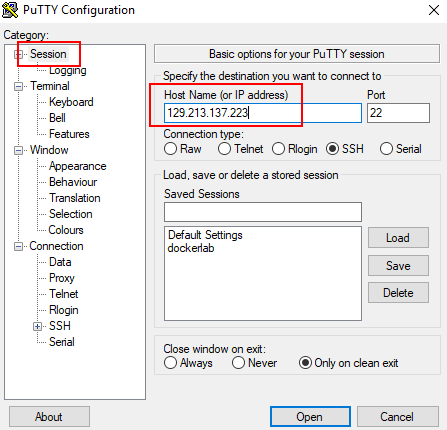 PuTTY Configuration
Category:
Session
Logging
Terminal
Keyboard
Bell
Features
Window
Appearance
Behaviour
Translation
Selection
Colours
Connection
Data
Proxy
Telnet
Rlogin
SSH
Serial
Basic options for your PuTTY session
Specify the destination you want to connect to
Host Name (or IP address) Port
129.213.137.223 22
Connection type:
Raw Telnet Rlogin SSH Serial
Load, save or delete a stored session
Saved Sessions
Default Settings
dockerlab
Load
Save
Delete
Close window on exit:
Always Never Only on clean exit
About Open Cancel